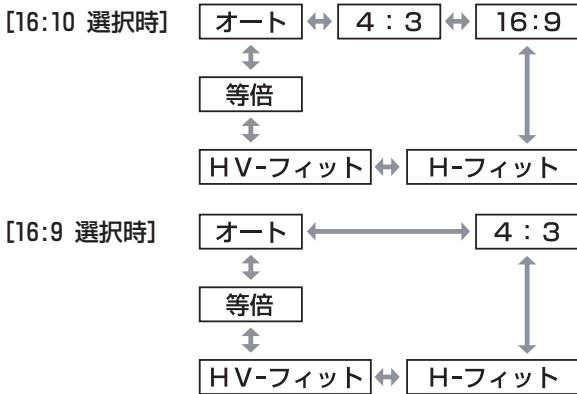 [16:10 選択時] オート 4：3 16:9
等倍
HV-フィット H-フィット
[16:9 選択時] オート 4：3
等倍
HV-フィット H-フィット